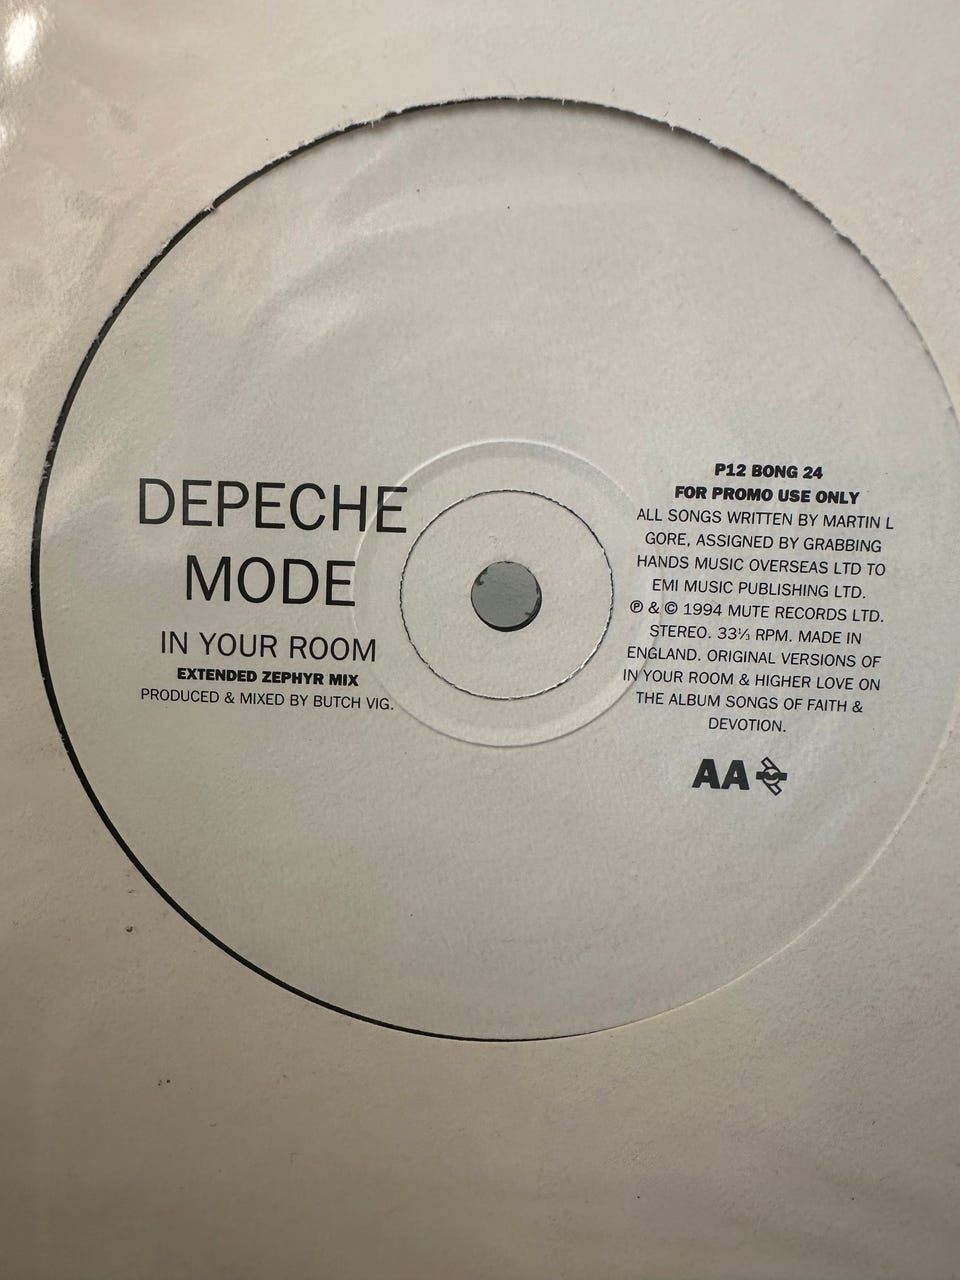 DEPECHE
MODE
IN YOUR ROOM
EXTENDED ZEPHYR MIX
PRODUCED & MIXED BY BUTCH VIG.
P12 BONG 24
FOR PROMO USE ONLY
ALL SONGS WRITTEN BY MARTIN L
GORE, ASSIGNED BY GRABBING
HANDS MUSIC OVERSEAS LTD TO
EMI MUSIC PUBLISHING LTD.
℗ & © 1994 MUTE RECORDS LTD.
STEREO. 33⅓ RPM. MADE IN
ENGLAND. ORIGINAL VERSIONS OF
IN YOUR ROOM & HIGHER LOVE ON
THE ALBUM SONGS OF FAITH &
DEVOTION.
AA